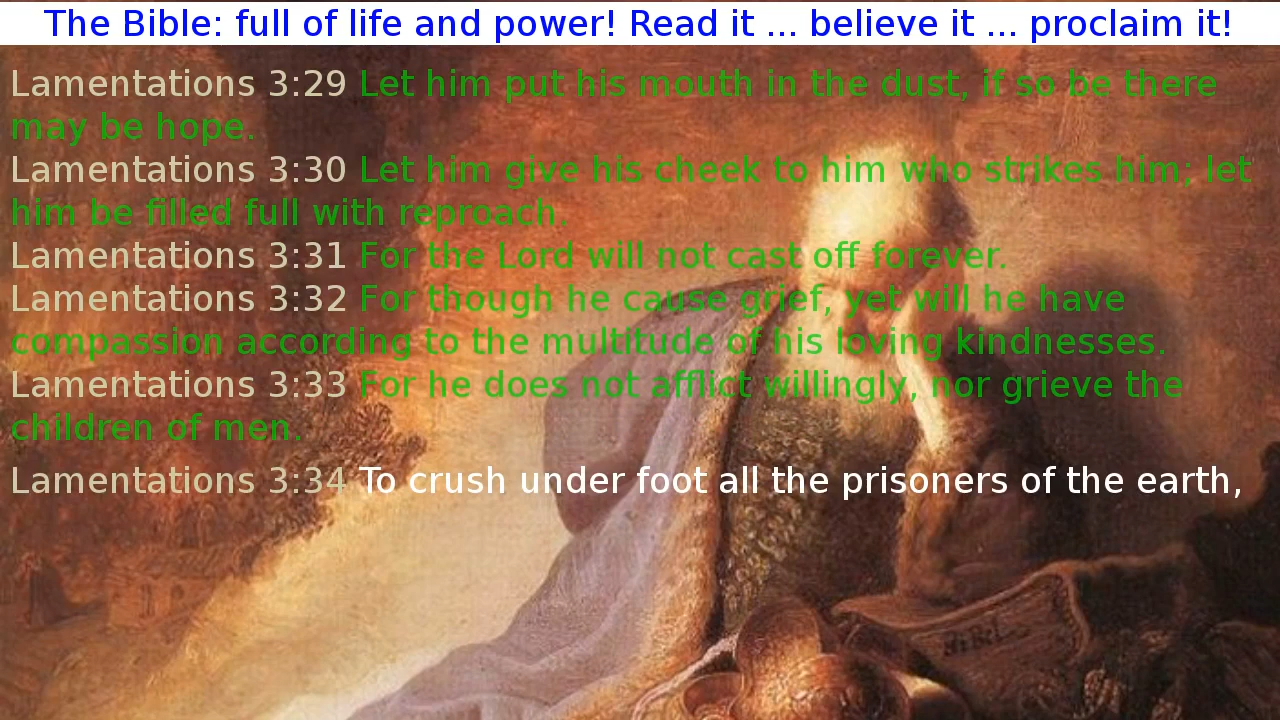 The Bible: full of life and power! Read it ... believe it ... proclaim it!
Lamentations 3:29 Let him put his mouth in the dust, if so be there
may be hope.
Lamentations 3:30 Let him give his cheek to him who strikes him; let
him be filled full with reproach.
Lamentations 3:31 For the Lord will not cast off forever.
Lamentations 3:32 For though he cause grief, yet will he have
compassion according to the multitude of his loving kindnesses.
Lamentations 3:33 For he does not afflict willingly, nor grieve the
children of men.
Lamentations 3:34 To crush under foot all the prisoners of the earth,